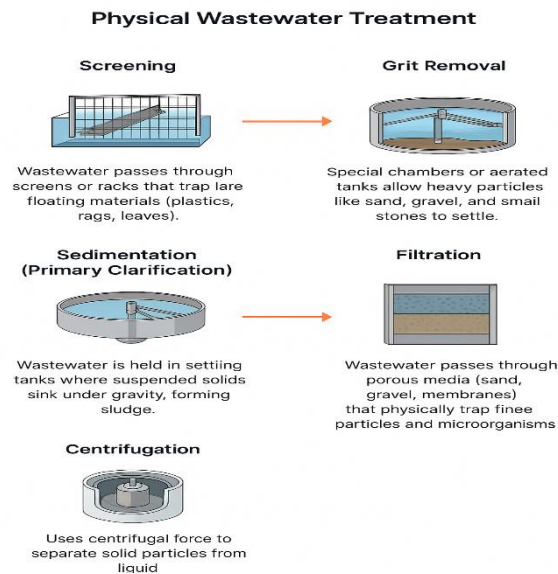 Physical Wastewater Treatment
Screening
Wastewater passes through
screens or racks that trap lare
floating materials (plastics,
rags, leaves).
Grit Removal
Special chambers or aerated
tanks allow heavy particles
like sand, gravel, and smail
stones to settle.
Sedimentation
(Primary Clarification)
Wastewater is held in settiing
tanks where suspended solids
sink under gravity, forming
sludge.
Filtration
Wastewater passes through
porous media (sand,
gravel, membranes)
that physically trap finee
particles and microorganisms
Centrifugation
Uses centrifugal force to
separate solid particles from
liquid